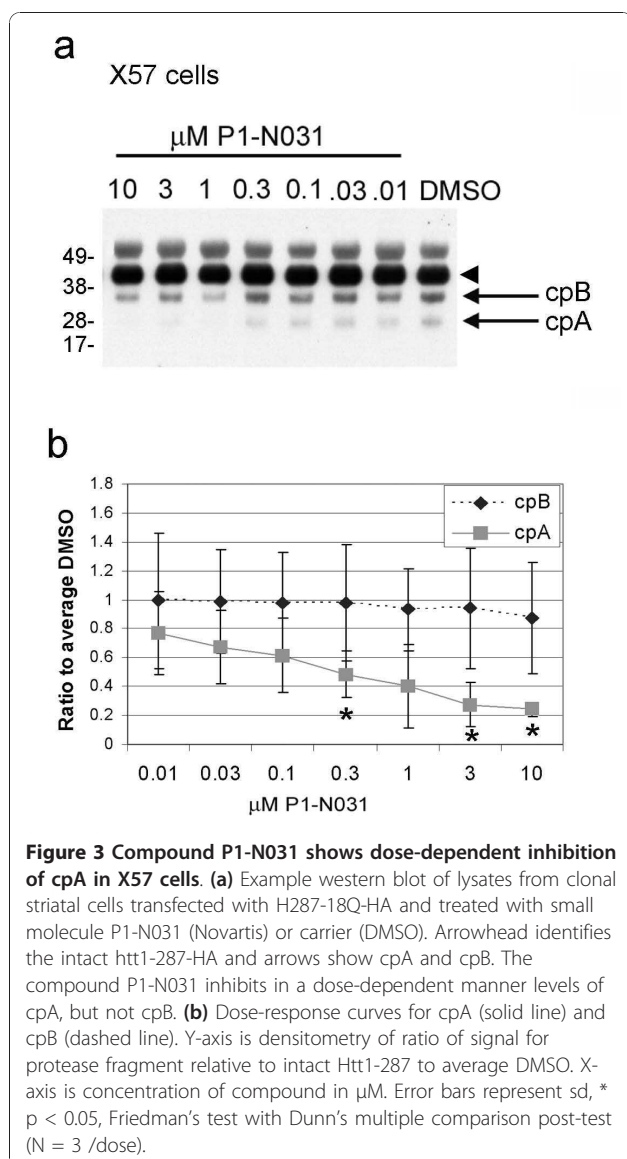 a
X57 cells
μM P1-N031
10 3 1 0.3 0.1 .03 .01 DMSO
49-
38-
28-
17-
cpB
cpA
b
1.8
1.6
1.4
1.2
1
0.8
0.6
0.4
0.2
0
Ratio to average DMSO
cpB
cpA
* * *
0.01 0.03 0.1 0.3 1 3 10
μM P1-N031
Figure 3 Compound P1-N031 shows dose-dependent inhibition
of cpA in X57 cells. (a) Example western blot of lysates from clonal
striatal cells transfected with H287-18Q-HA and treated with small
molecule P1-N031 (Novartis) or carrier (DMSO). Arrowhead identifies
the intact htt1-287-HA and arrows show cpA and cpB. The
compound P1-N031 inhibits in a dose-dependent manner levels of
cpA, but not cpB. (b) Dose-response curves for cpA (solid line) and
cpB (dashed line). Y-axis is densitometry of ratio of signal for
protease fragment relative to intact Htt1-287 to average DMSO. X-
axis is concentration of compound in μM. Error bars represent sd, *
p < 0.05, Friedman's test with Dunn's multiple comparison post-test
(N = 3 /dose).